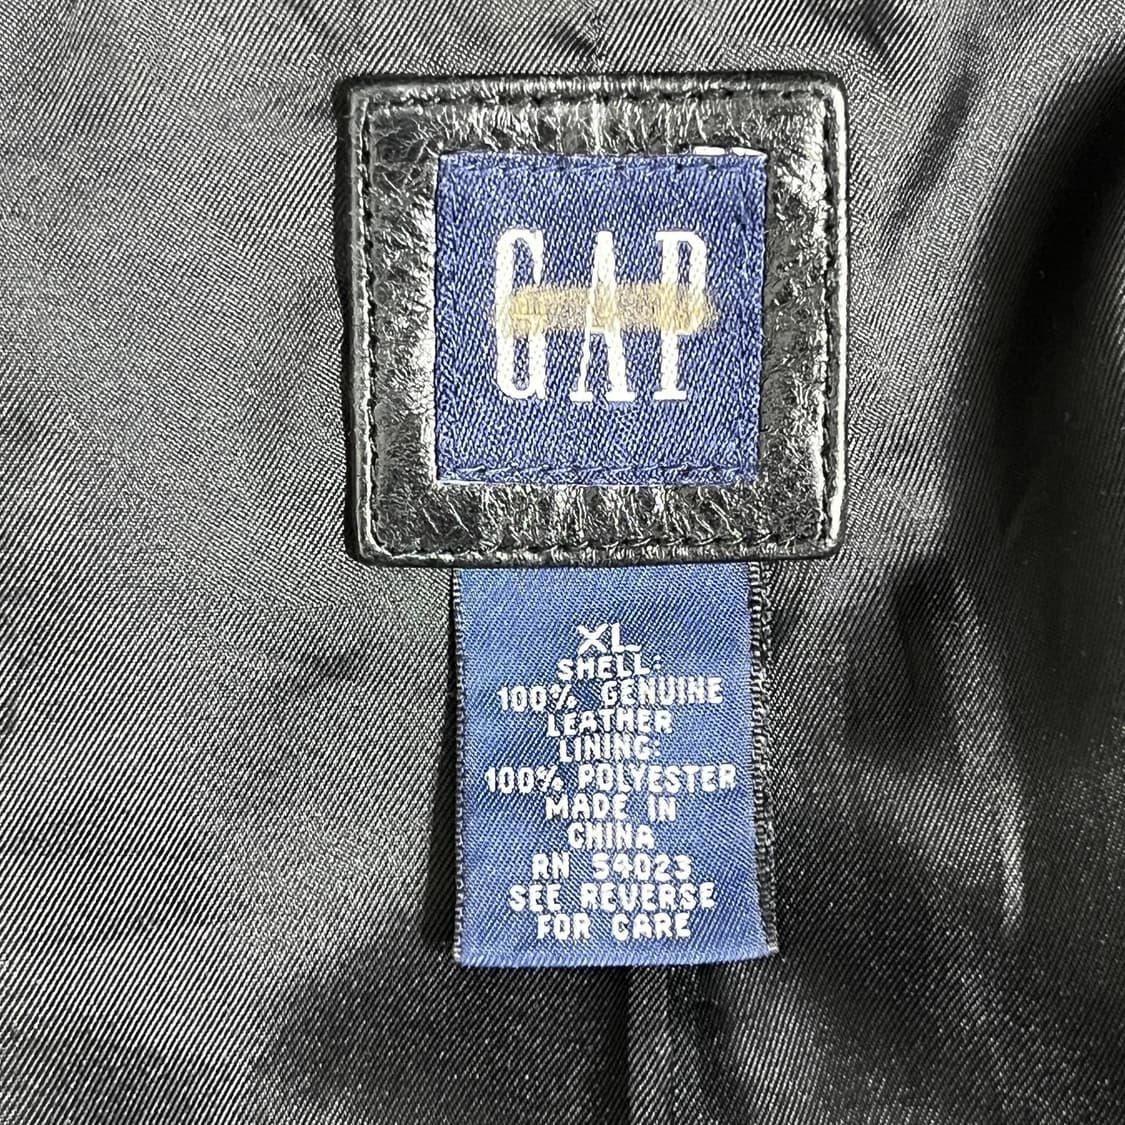 GAP
XL
SHELL:
100% GENUINE
LEATHER
LINING:
100% POLYESTER
MADE IN
CHINA
RN 54023
SEE REVERSE
FOR CARE